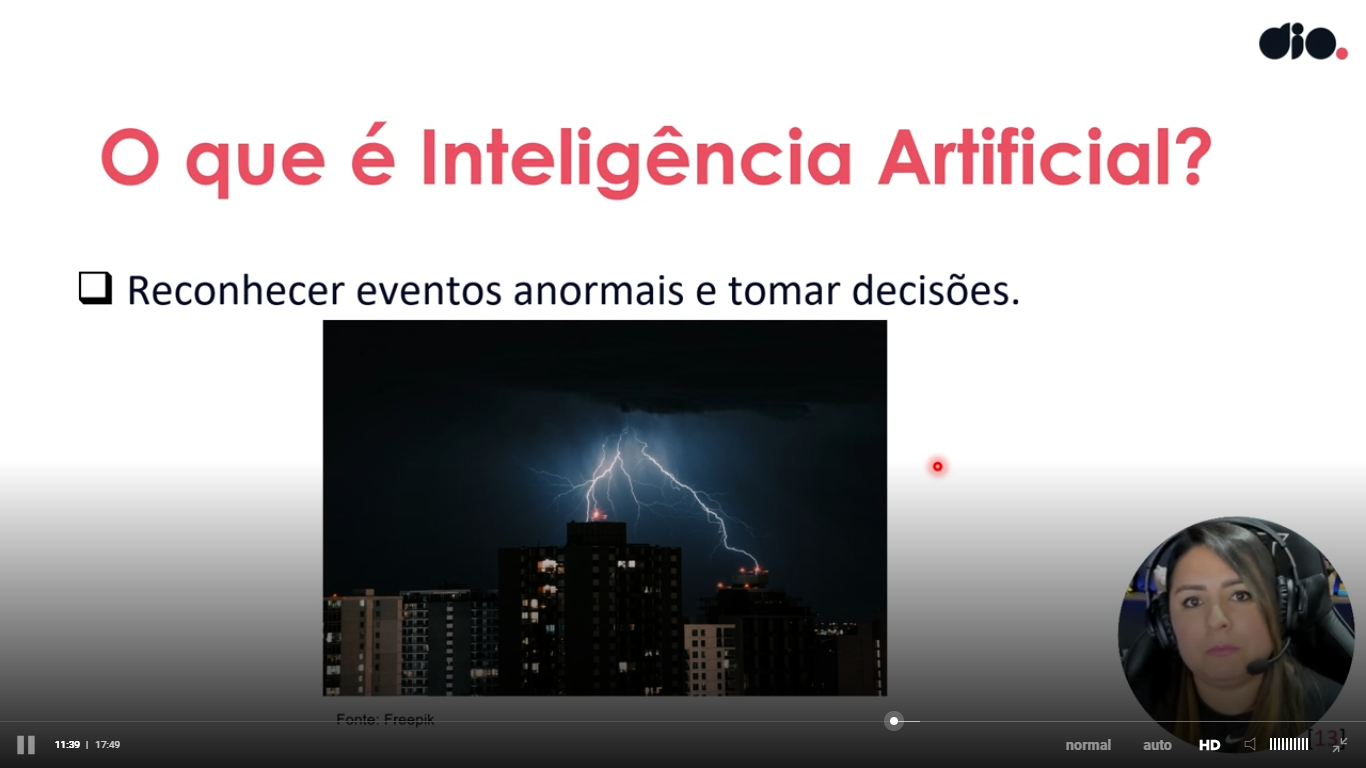 dio.
O que é Inteligência Artificial?
Reconhecer eventos anormais e tomar decisões.
Fonte: Freepik
11:39 | 17:49
normal auto HD
[13]